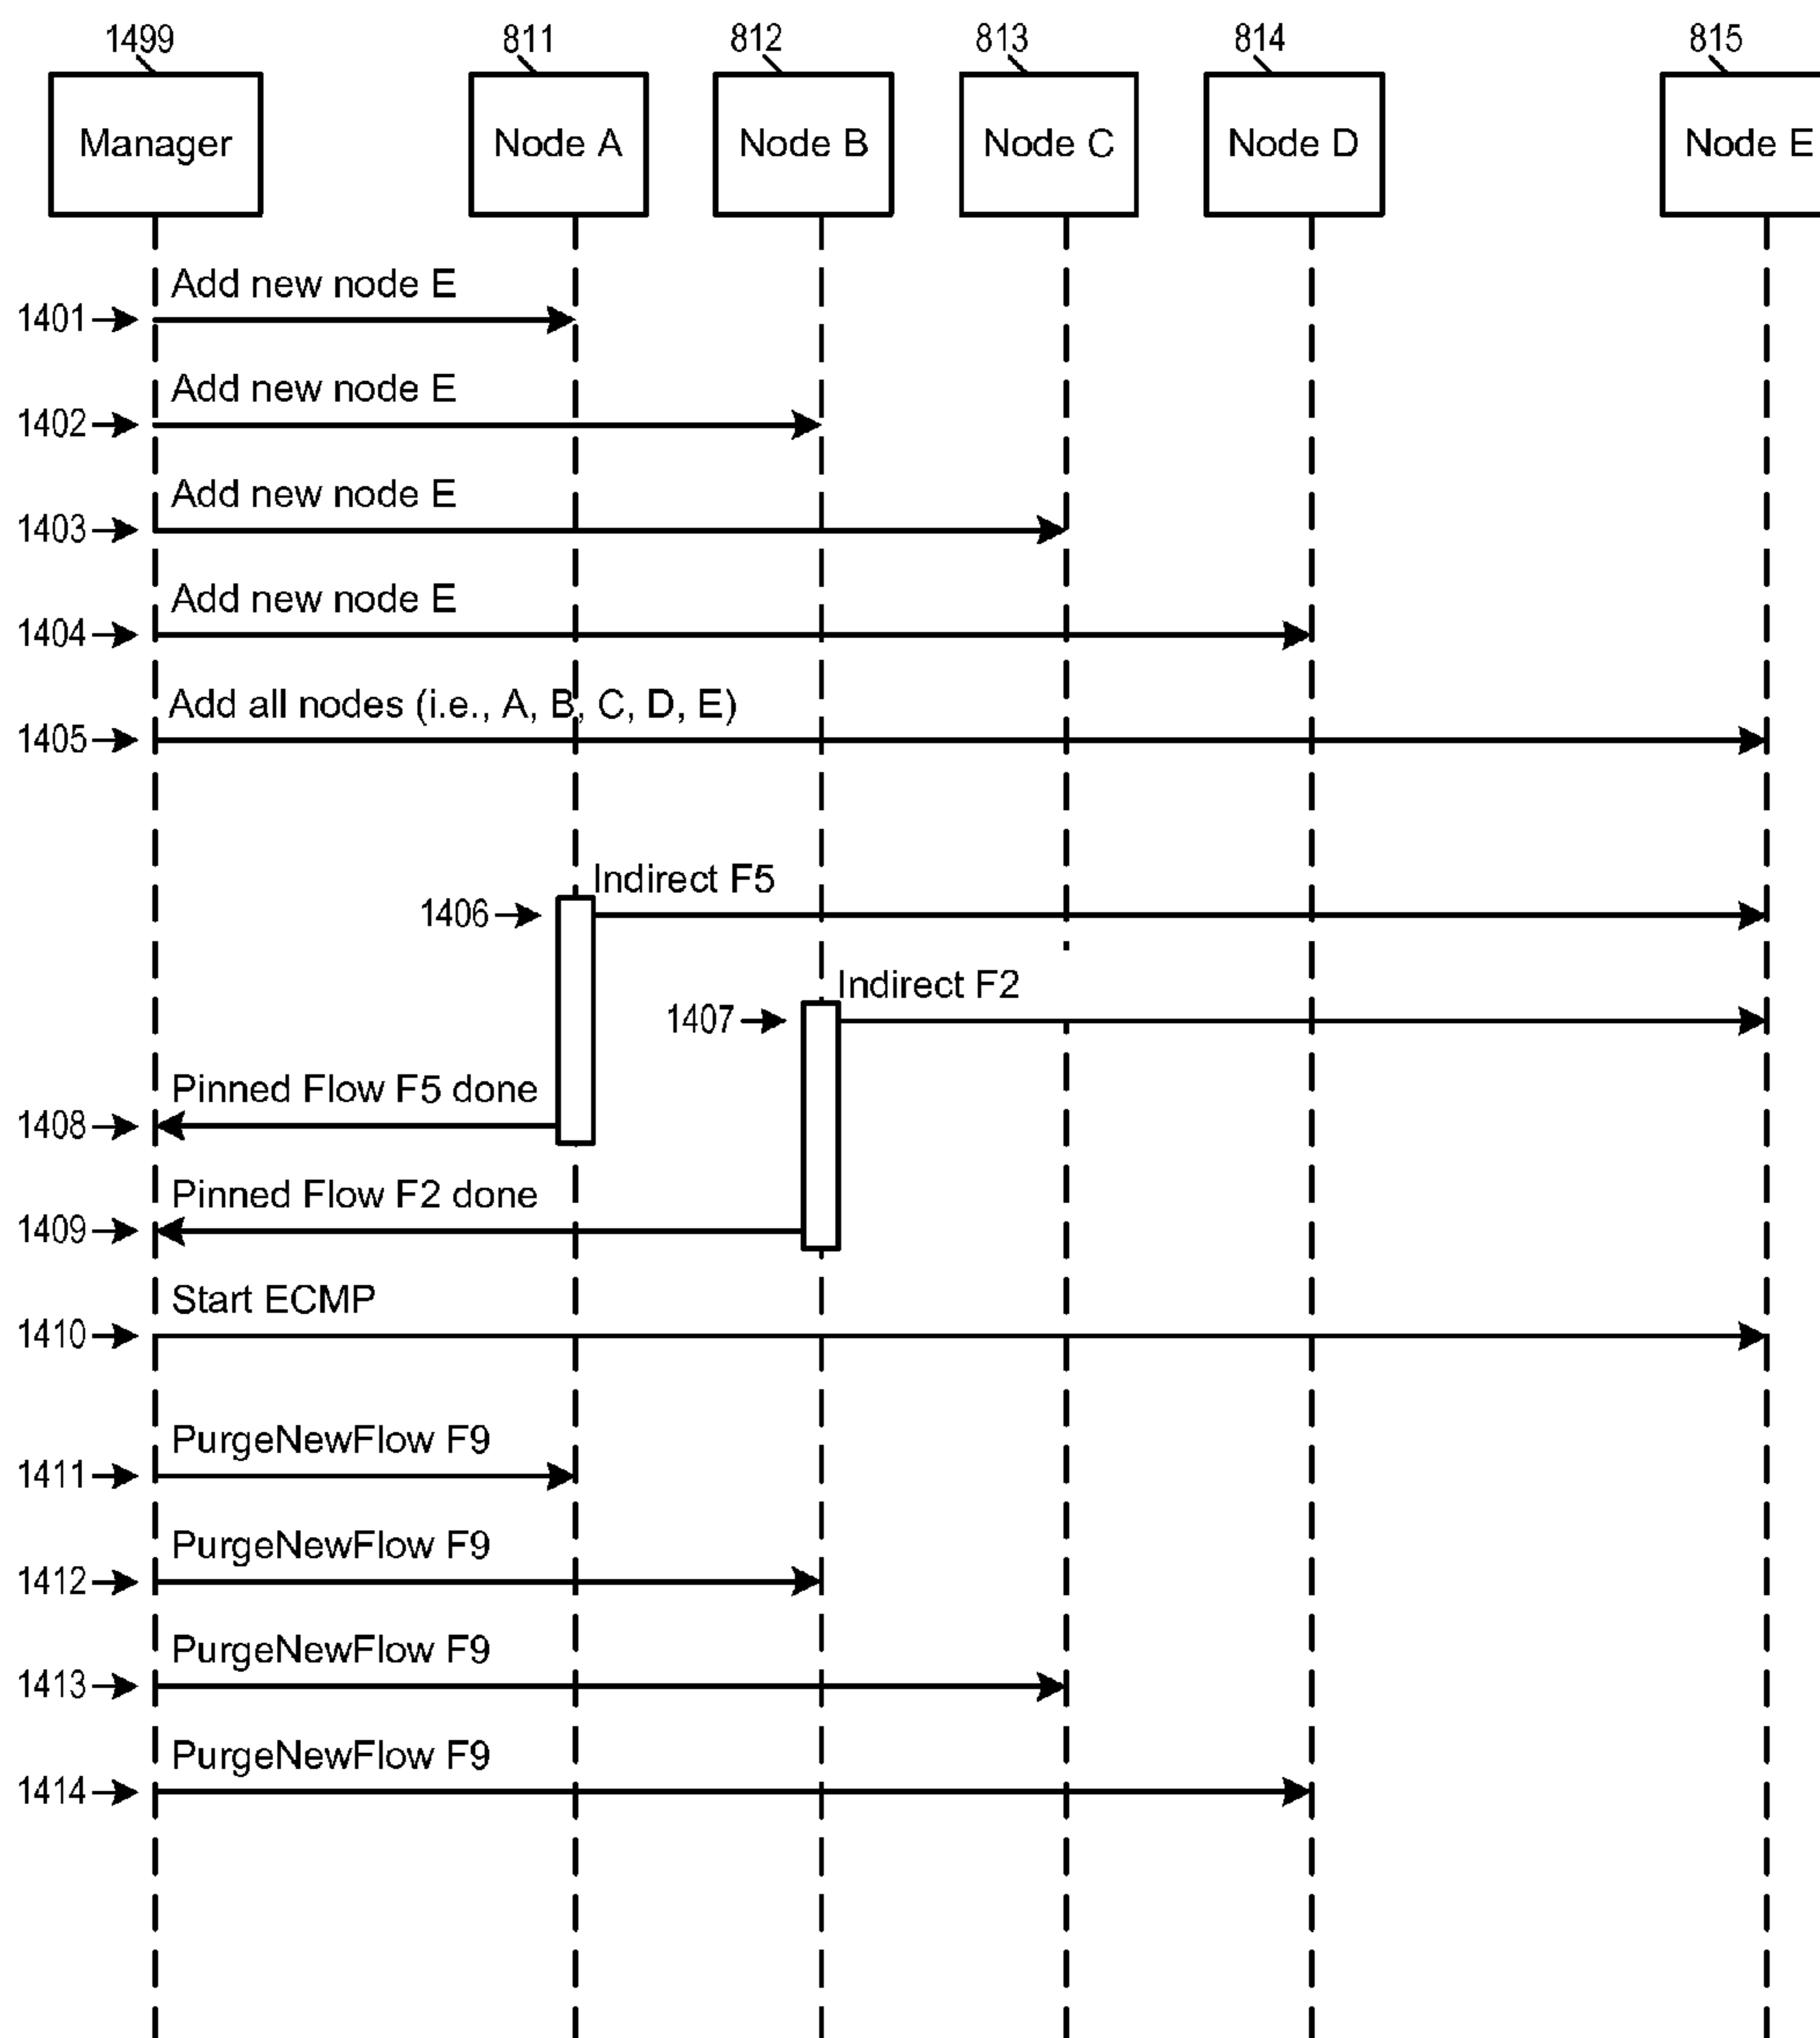 1499 811 812 813 814 815
Manager Node A Node B Node C Node D Node E
Add new node E
1401
Add new node E
1402
Add new node E
1403
Add new node E
1404
Add all nodes (i.e., A, B, C, D, E)
1405
Indirect F5
1406
Indirect F2
1407
Pinned Flow F5 done
1408
Pinned Flow F2 done
1409
Start ECMP
1410
PurgeNewFlow F9
1411
PurgeNewFlow F9
1412
PurgeNewFlow F9
1413
PurgeNewFlow F9
1414